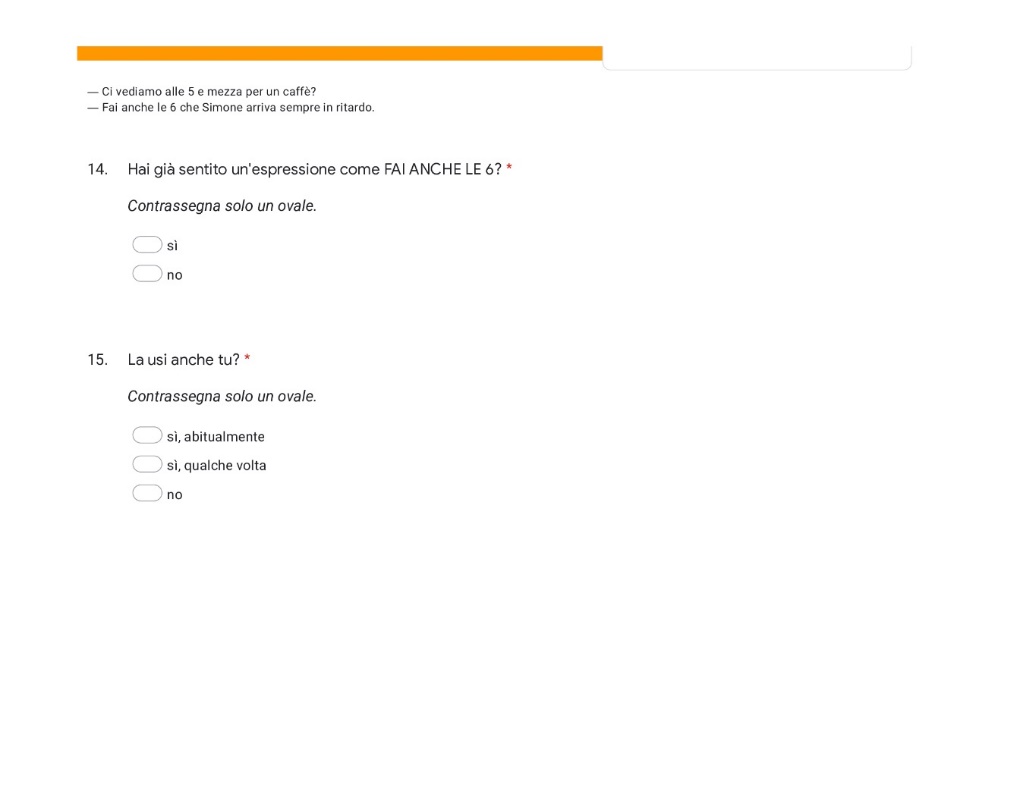 — Ci vediamo alle 5 e mezza per un caffè?
— Fai anche le 6 che Simone arriva sempre in ritardo.
14. Hai già sentito un'espressione come FAI ANCHE LE 6? *
Contrassegna solo un ovale.
sì
no
15. La usi anche tu? *
Contrassegna solo un ovale.
sì, abitualmente
sì, qualche volta
no